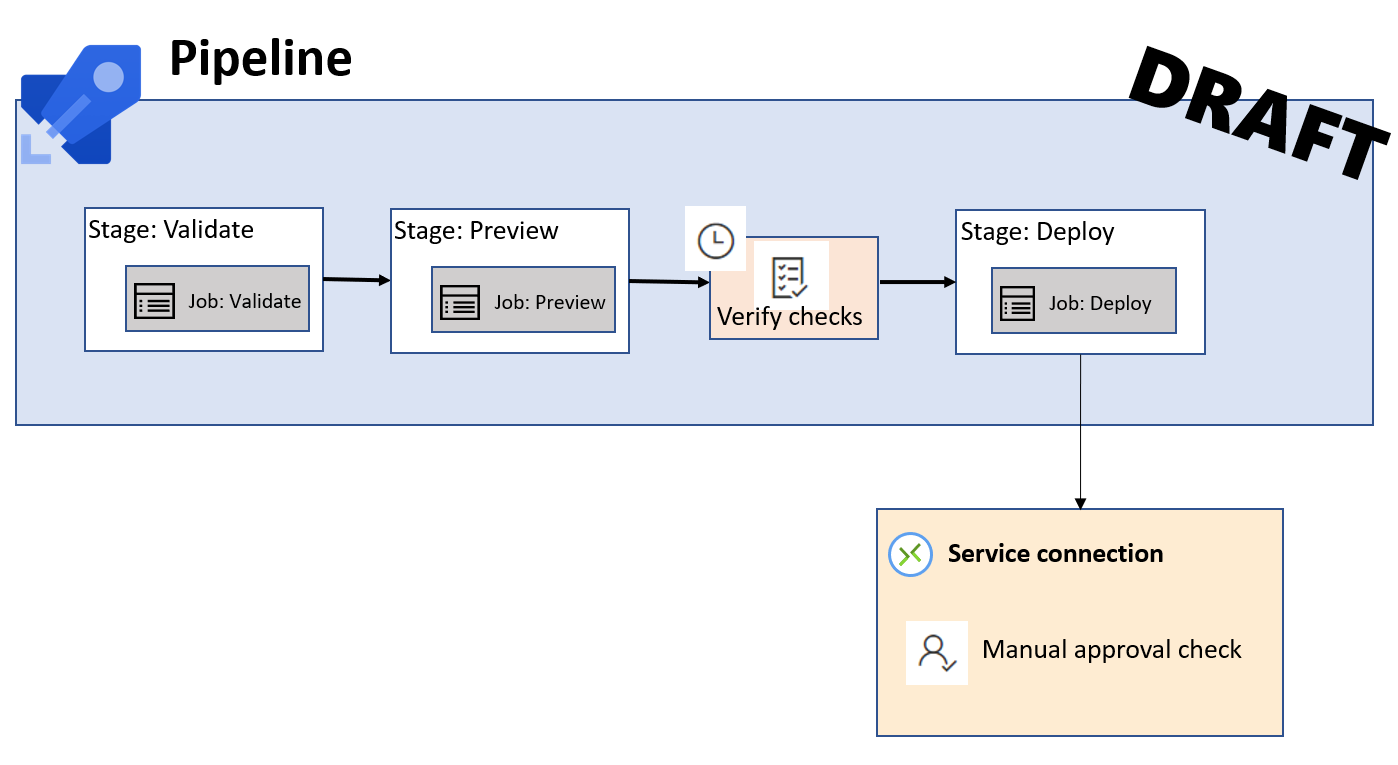 Pipeline
DRAFT
Stage: Validate
Job: Validate
Stage: Preview
Job: Preview
Verify checks
Stage: Deploy
Job: Deploy
Service connection
Manual approval check